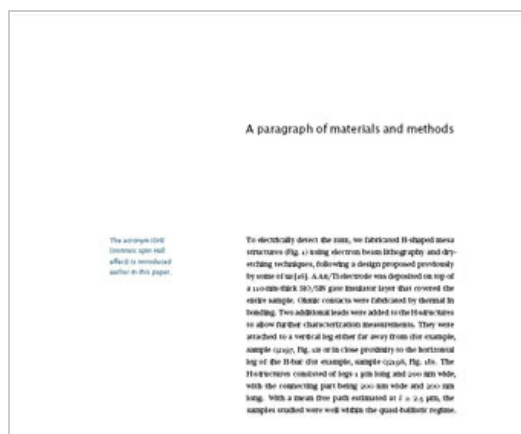 A paragraph of materials and methods
The acronym ISHE
(intrinsic spin Hall
effect) is introduced
earlier in this paper.
To electrically detect the ISHE, we fabricated H-shaped mesa
structures (Fig. 1) using electron beam lithography and dry-
etching techniques, following a design proposed previously
by some of us [26]. A Au/Ti electrode was deposited on top of
a 110-nm-thick SiO/SiN gate insulator layer that covered the
entire sample. Ohmic contacts were fabricated by thermal In
bonding. Two additional leads were added to the H-structures
to allow further characterization measurements. They were
attached to a vertical leg either far away from (for example,
sample Q2197, Fig. 1a) or in close proximity to the horizontal
leg of the H-bar (for example, sample Q2198, Fig. 1b). The
H-structures consisted of legs 1 μm long and 200 nm wide,
with the connecting part being 200 nm wide and 200 nm
long. With a mean free path estimated at ≥ 2.5 μm, the
samples studied were well within the quasi-ballistic regime.